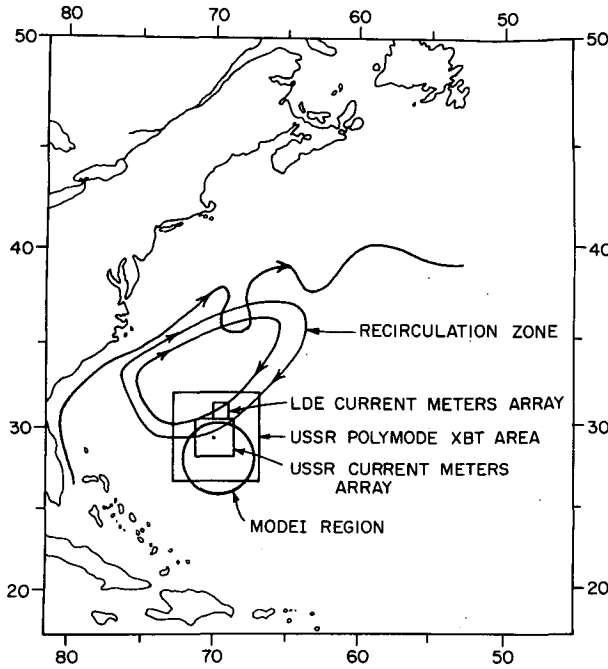 80 70 60 50
50 50
40 40
RECIRCULATION ZONE
LDE CURRENT METERS ARRAY
30 USSR POLYMODE XBT AREA 30
USSR CURRENT METERS
ARRAY
MODEl REGION
20 20
80 70 60 50